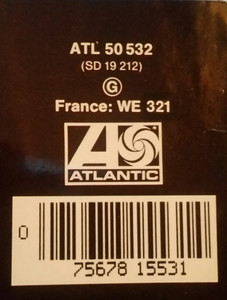 ATL 50 532
(SD 19 212)
G
France: WE 321
ATLANTIC
0
75678 15531